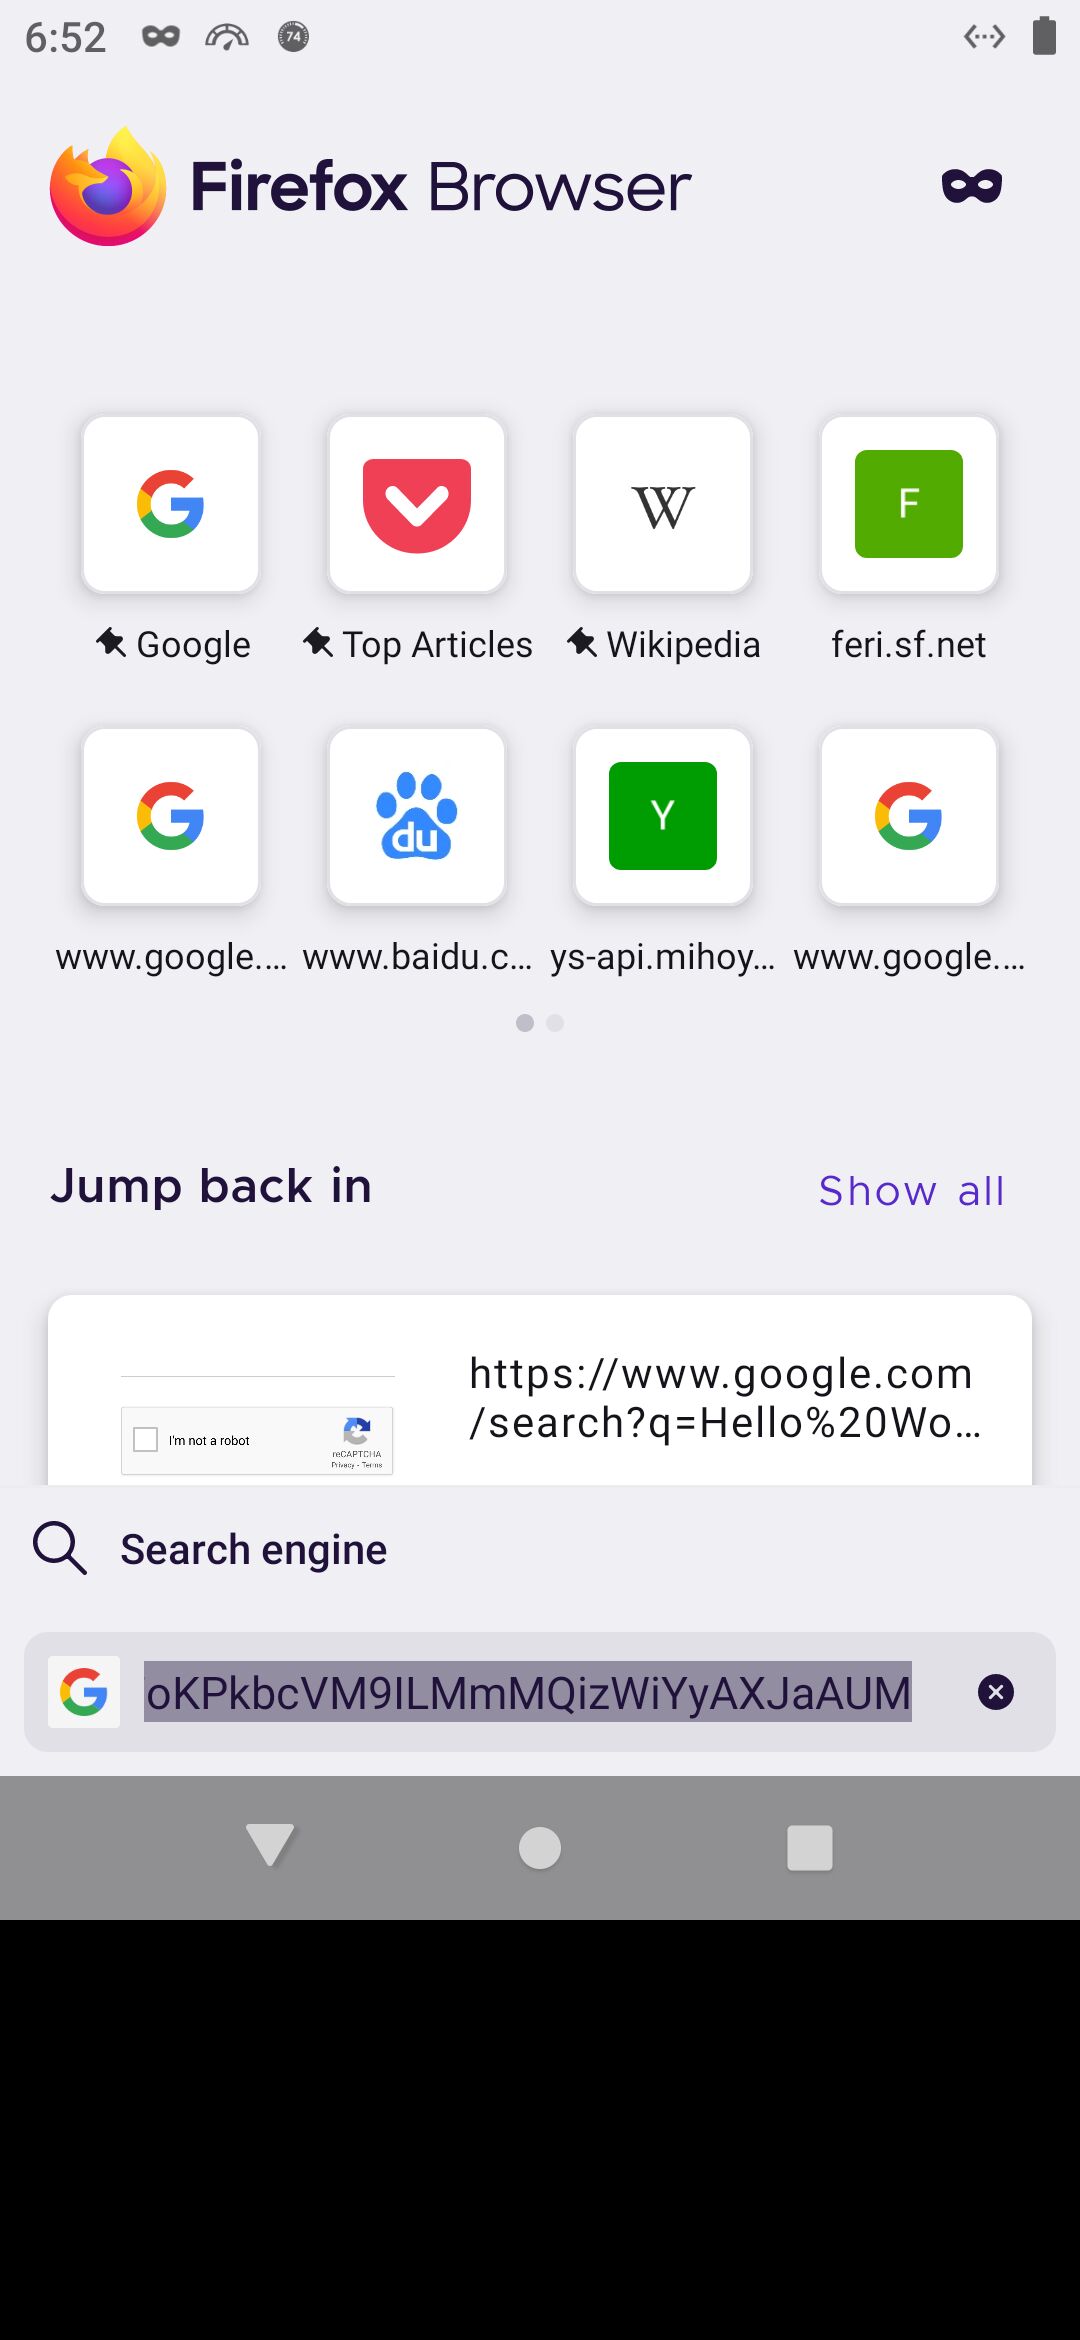 6:52
74
Firefox Browser
F
Google
Top Articles
Wikipedia
feri.sf.net
du
Y
www.google.…
www.baidu.c…
ys-api.mihoy…
www.google.…
Jump back in
Show all
https://www.google.com
/search?q=Hello%20Wo…
I'm not a robot
reCAPTCHA
Privacy - Terms
Search engine
oKPkbcVM9ILMmMQizWiYyAXJaAUM